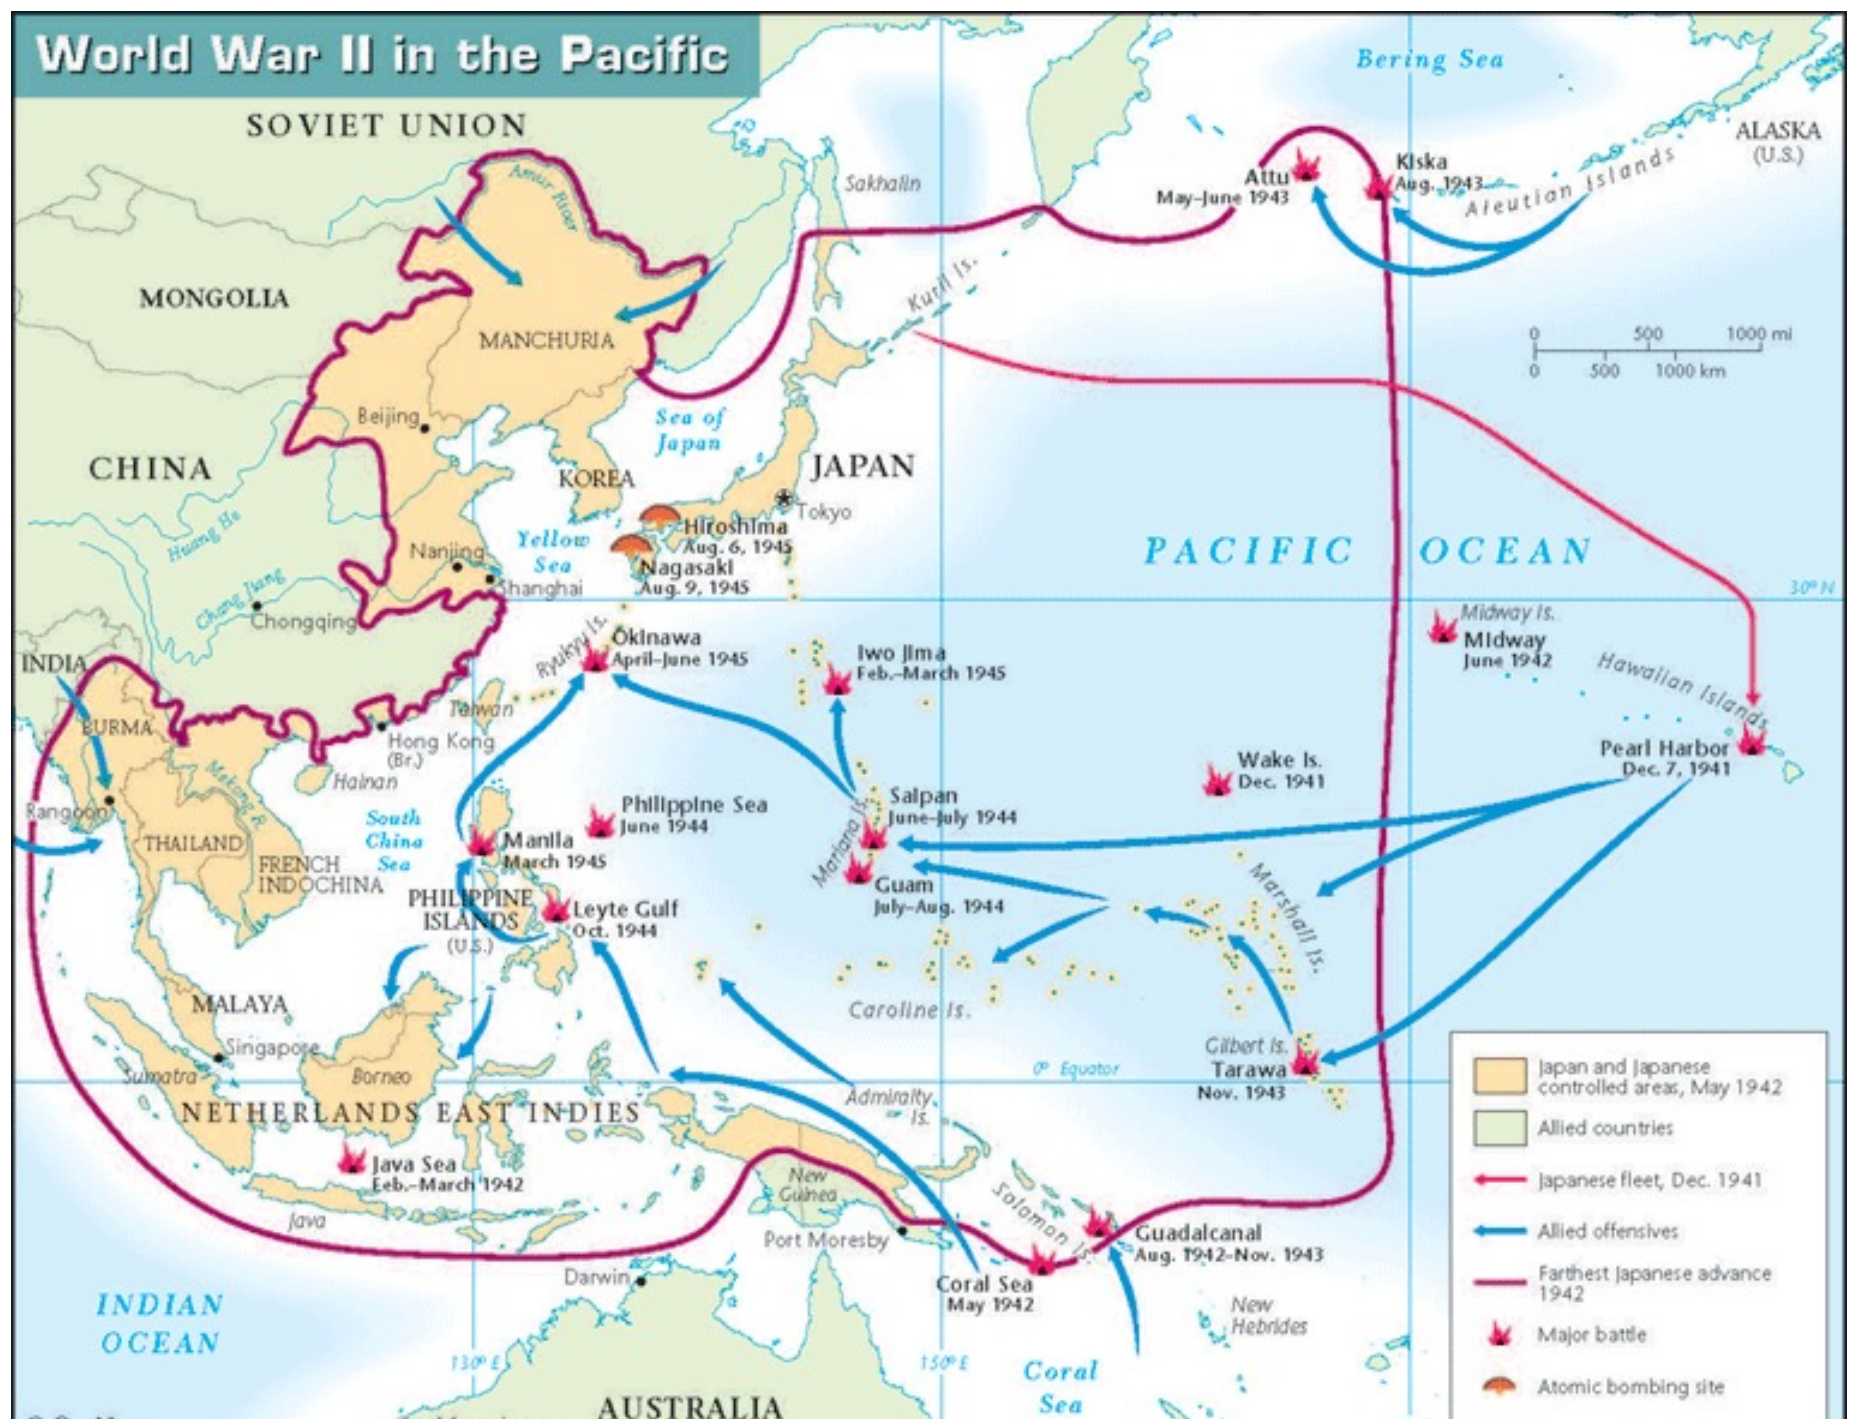 World War II in the Pacific
SOVIET UNION
Amur River
Sakhalin
Bering Sea
ALASKA
(U.S.)
Aleutian Islands
Attu
May–June 1943
Kiska
Aug. 1943
Kuril Is.
MONGOLIA
MANCHURIA
0 500 1000 mi
0 500 1000 km
Beijing
Sea of
Japan
CHINA
KOREA
JAPAN
Tokyo
Huang He
Hiroshima
Aug. 6, 1945
Yellow
Sea
Nagasaki
Aug. 9, 1945
Nanjing
Shanghai
PACIFIC OCEAN
30° N
Chang Jiang
Chongqing
Midway Is.
Midway
June 1942
Hawaiian Islands
INDIA
Ryukyu Is.
Okinawa
April–June 1945
Iwo Jima
Feb.–March 1945
BURMA
Taiwan
Hong Kong
(Br.)
Hainan
Mekong R.
Pearl Harbor
Dec. 7, 1941
Wake Is.
Dec. 1941
Rangoon
South
China
Sea
Philippine Sea
June 1944
Saipan
June–July 1944
Mariana Is.
THAILAND
Manila
March 1945
FRENCH
INDOCHINA
Guam
July–Aug. 1944
Marshall Is.
PHILIPPINE
ISLANDS
(U.S.)
Leyte Gulf
Oct. 1944
MALAYA
Caroline Is.
Singapore
Gilbert Is.
Tarawa
Nov. 1943
Sumatra
Borneo
0° Equator
Admiralty
Is.
NETHERLANDS EAST INDIES
Java Sea
Feb.–March 1942
New
Guinea
Java
Port Moresby
Solomon Is.
Guadalcanal
Aug. 1942–Nov. 1943
Darwin
Coral Sea
May 1942
New
Hebrides
INDIAN
OCEAN
130° E
150° E
Coral
Sea
AUSTRALIA
Japan and Japanese
controlled areas, May 1942
Allied countries
Japanese fleet, Dec. 1941
Allied offensives
Farthest Japanese advance
1942
Major battle
Atomic bombing site